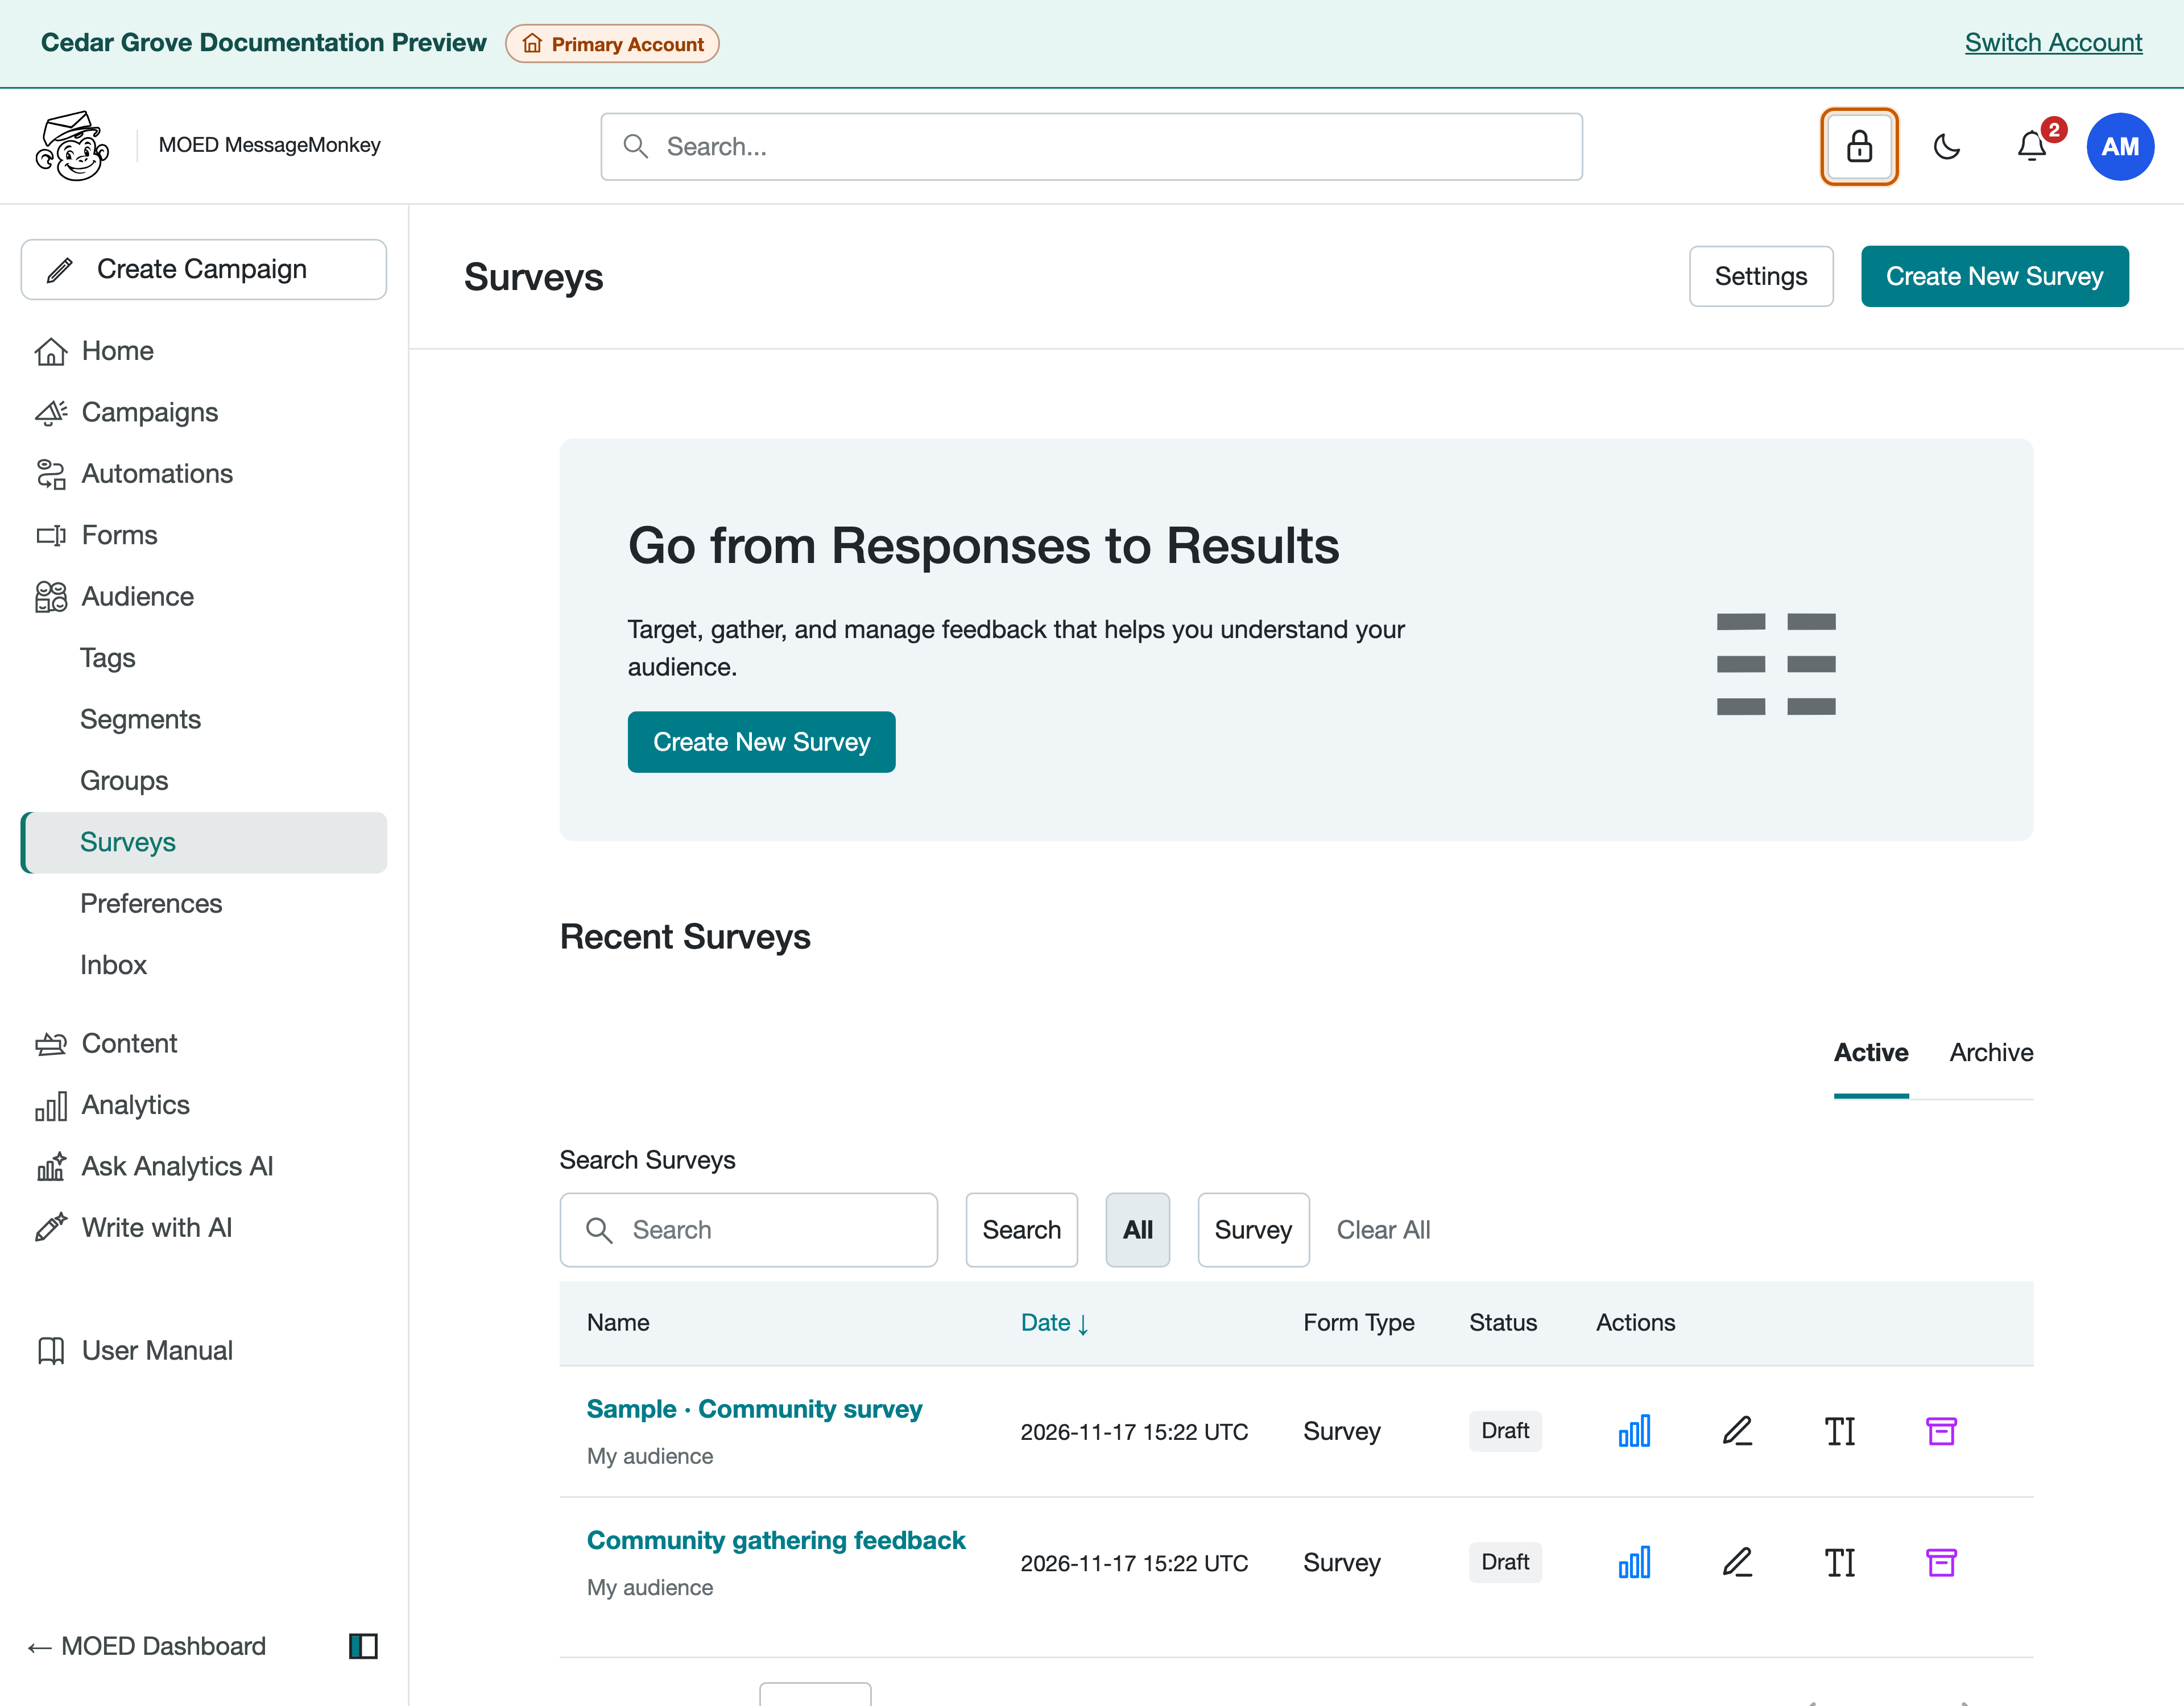 Cedar Grove Documentation Preview
Primary Account
Switch Account
MOED MessageMonkey
Search...
2
AM
Create Campaign
Home
Campaigns
Automations
Forms
Audience
Tags
Segments
Groups
Surveys
Preferences
Inbox
Content
Analytics
Ask Analytics AI
Write with AI
User Manual
← MOED Dashboard
Surveys
Settings
Create New Survey
Go from Responses to Results
Target, gather, and manage feedback that helps you understand your
audience.
Create New Survey
Recent Surveys
Active
Archive
Search Surveys
Search
Search
All
Survey
Clear All
Name
Date ↓
Form Type
Status
Actions
Sample · Community survey
My audience
2026-11-17 15:22 UTC
Survey
Draft
Community gathering feedback
My audience
2026-11-17 15:22 UTC
Survey
Draft